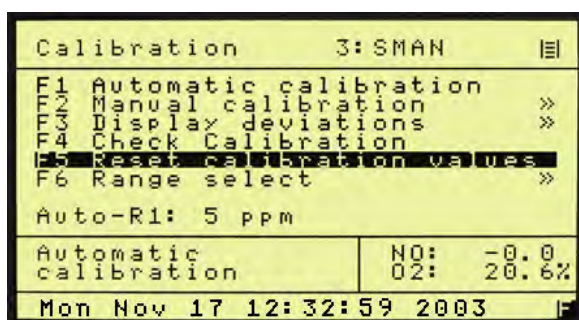 Calibration 3:SMAN
F1 Automatic calibration
F2 Manual calibration »
F3 Display deviations »
F4 Check Calibration
F5 Reset calibration values
F6 Range select »
Auto-R1: 5 ppm
Automatic calibration
NO: -0.0
O2: 20.6%
Mon Nov 17 12:32:59 2003